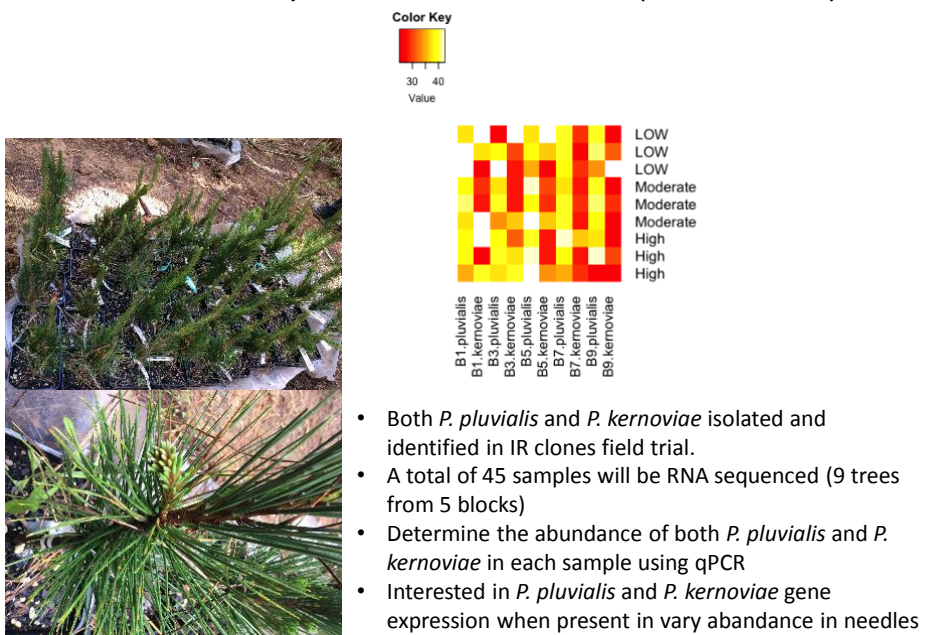 Color Key
30 40
Value
LOW
LOW
LOW
Moderate
Moderate
Moderate
High
High
High
B1.pluvialis
B1.kernoviae
B3.pluvialis
B3.kernoviae
B5.pluvialis
B5.kernoviae
B7.pluvialis
B7.kernoviae
B9.pluvialis
B9.kernoviae
• Both P. pluvialis and P. kernoviae isolated and
identified in IR clones field trial.
• A total of 45 samples will be RNA sequenced (9 trees
from 5 blocks)
• Determine the abundance of both P. pluvialis and P.
kernoviae in each sample using qPCR
• Interested in P. pluvialis and P. kernoviae gene
expression when present in vary abandance in needles